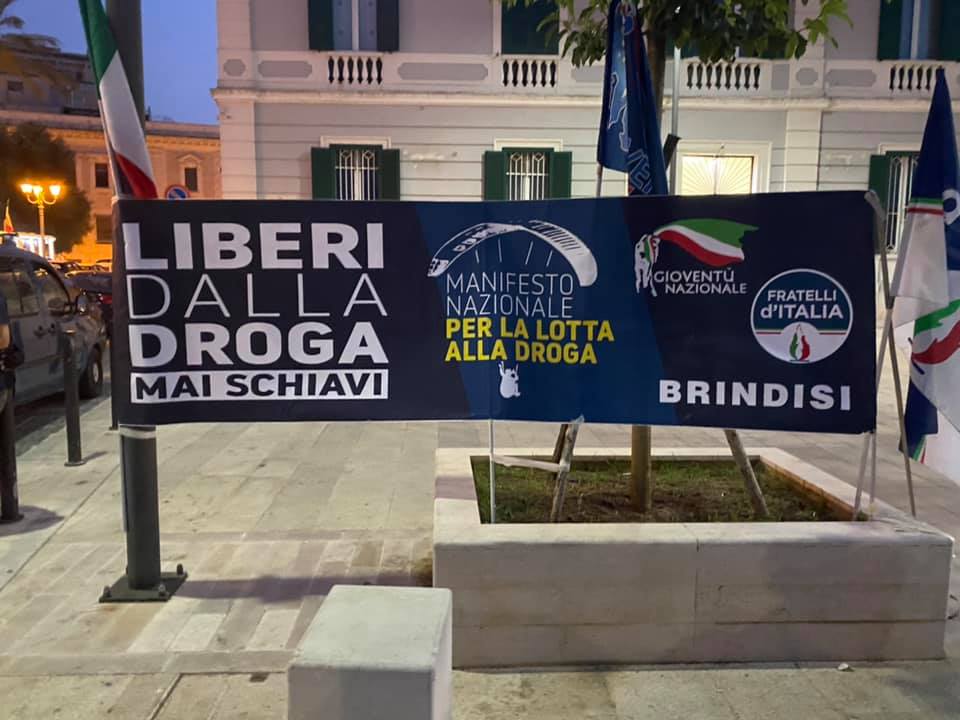 LIBERI
DALLA
DROGA
MAI SCHIAVI
MANIFESTO
NAZIONALE
PER LA LOTTA
ALLA DROGA
GIOVENTÙ
NAZIONALE
FRATELLI
d'ITALIA
BRINDISI